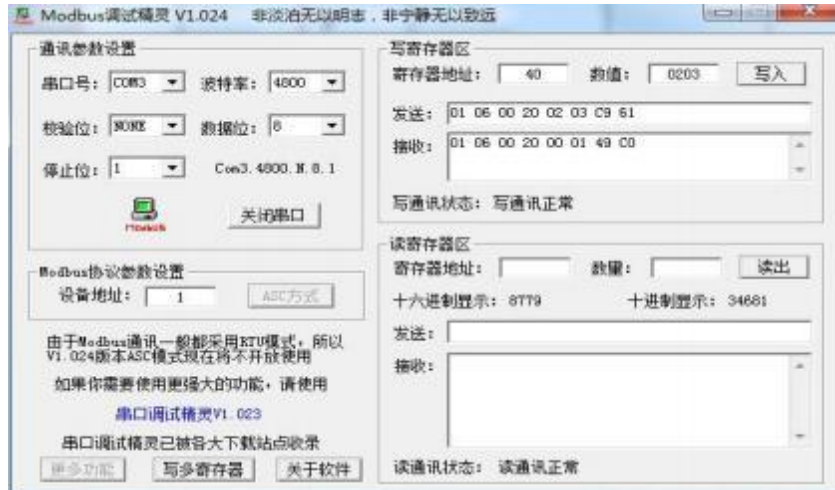 Modbus调试精灵 V1.024 非淡泊无以明志，非宁静无以致远
通讯参数设置
串口号： COM3 波特率： 4800
校验位： NONE 数据位： 8
停止位： 1 Com3.4800.N.8.1
Modbus
关闭串口
Modbus协议参数设置
设备地址： 1 ASC方式
由于Modbus通讯一般都采用RTU模式，所以
V1.024版本ASC模式现在将不开放使用
如果你需要使用更强大的功能，请使用
串口调试精灵V1.023
串口调试精灵已被各大下载站点收录
更多功能 写多寄存器 关于软件
写寄存器区
寄存器地址： 40 数值： 0203 写入
发送： 01 06 00 20 02 03 C9 61
接收： 01 06 00 20 00 01 49 C0
写通讯状态： 写通讯正常
读寄存器区
寄存器地址： 数量： 读出
十六进制显示： 8779 十进制显示： 34681
发送：
接收：
读通讯状态： 读通讯正常